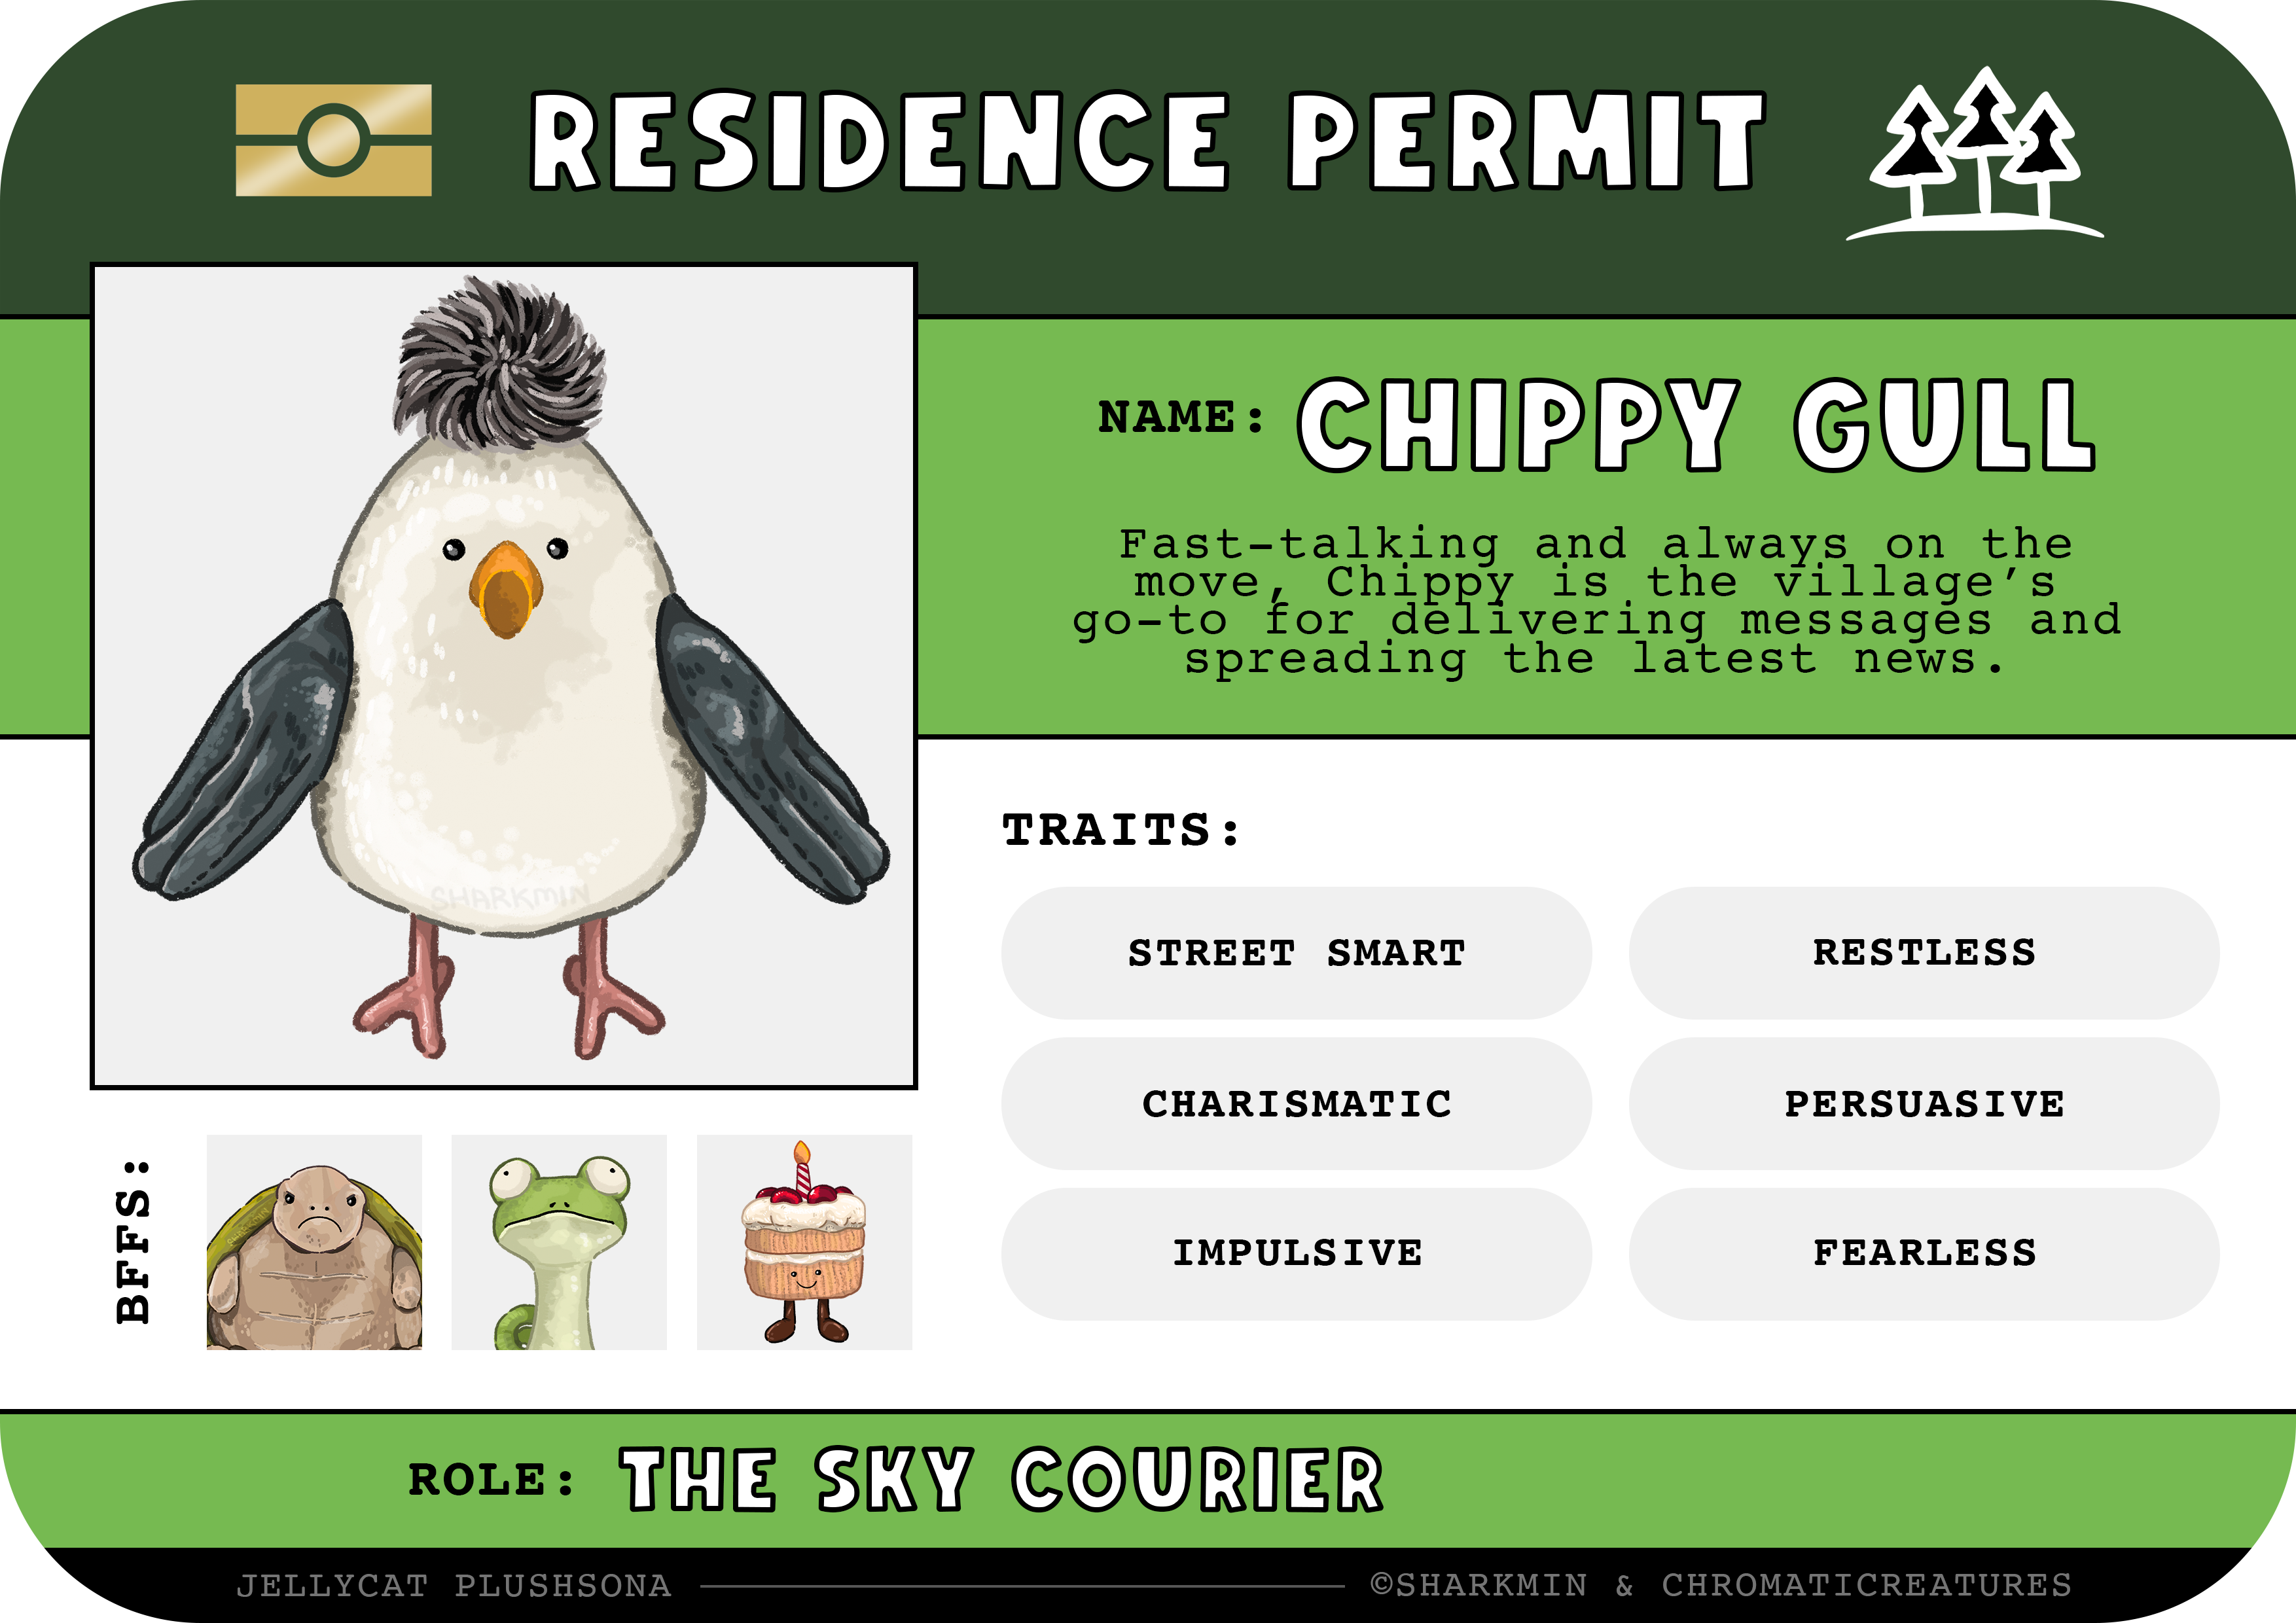 RESIDENCE PERMIT
NAME: CHIPPY GULL
Fast-talking and always on the
move, Chippy is the village’s
go-to for delivering messages and
spreading the latest news.
SHARKMIN
TRAITS:
STREET SMART
RESTLESS
CHARISMATIC
PERSUASIVE
IMPULSIVE
FEARLESS
BFFS:
ROLE: THE SKY COURIER
JELLYCAT PLUSHSONA
©SHARKMIN & CHROMATICREATURES